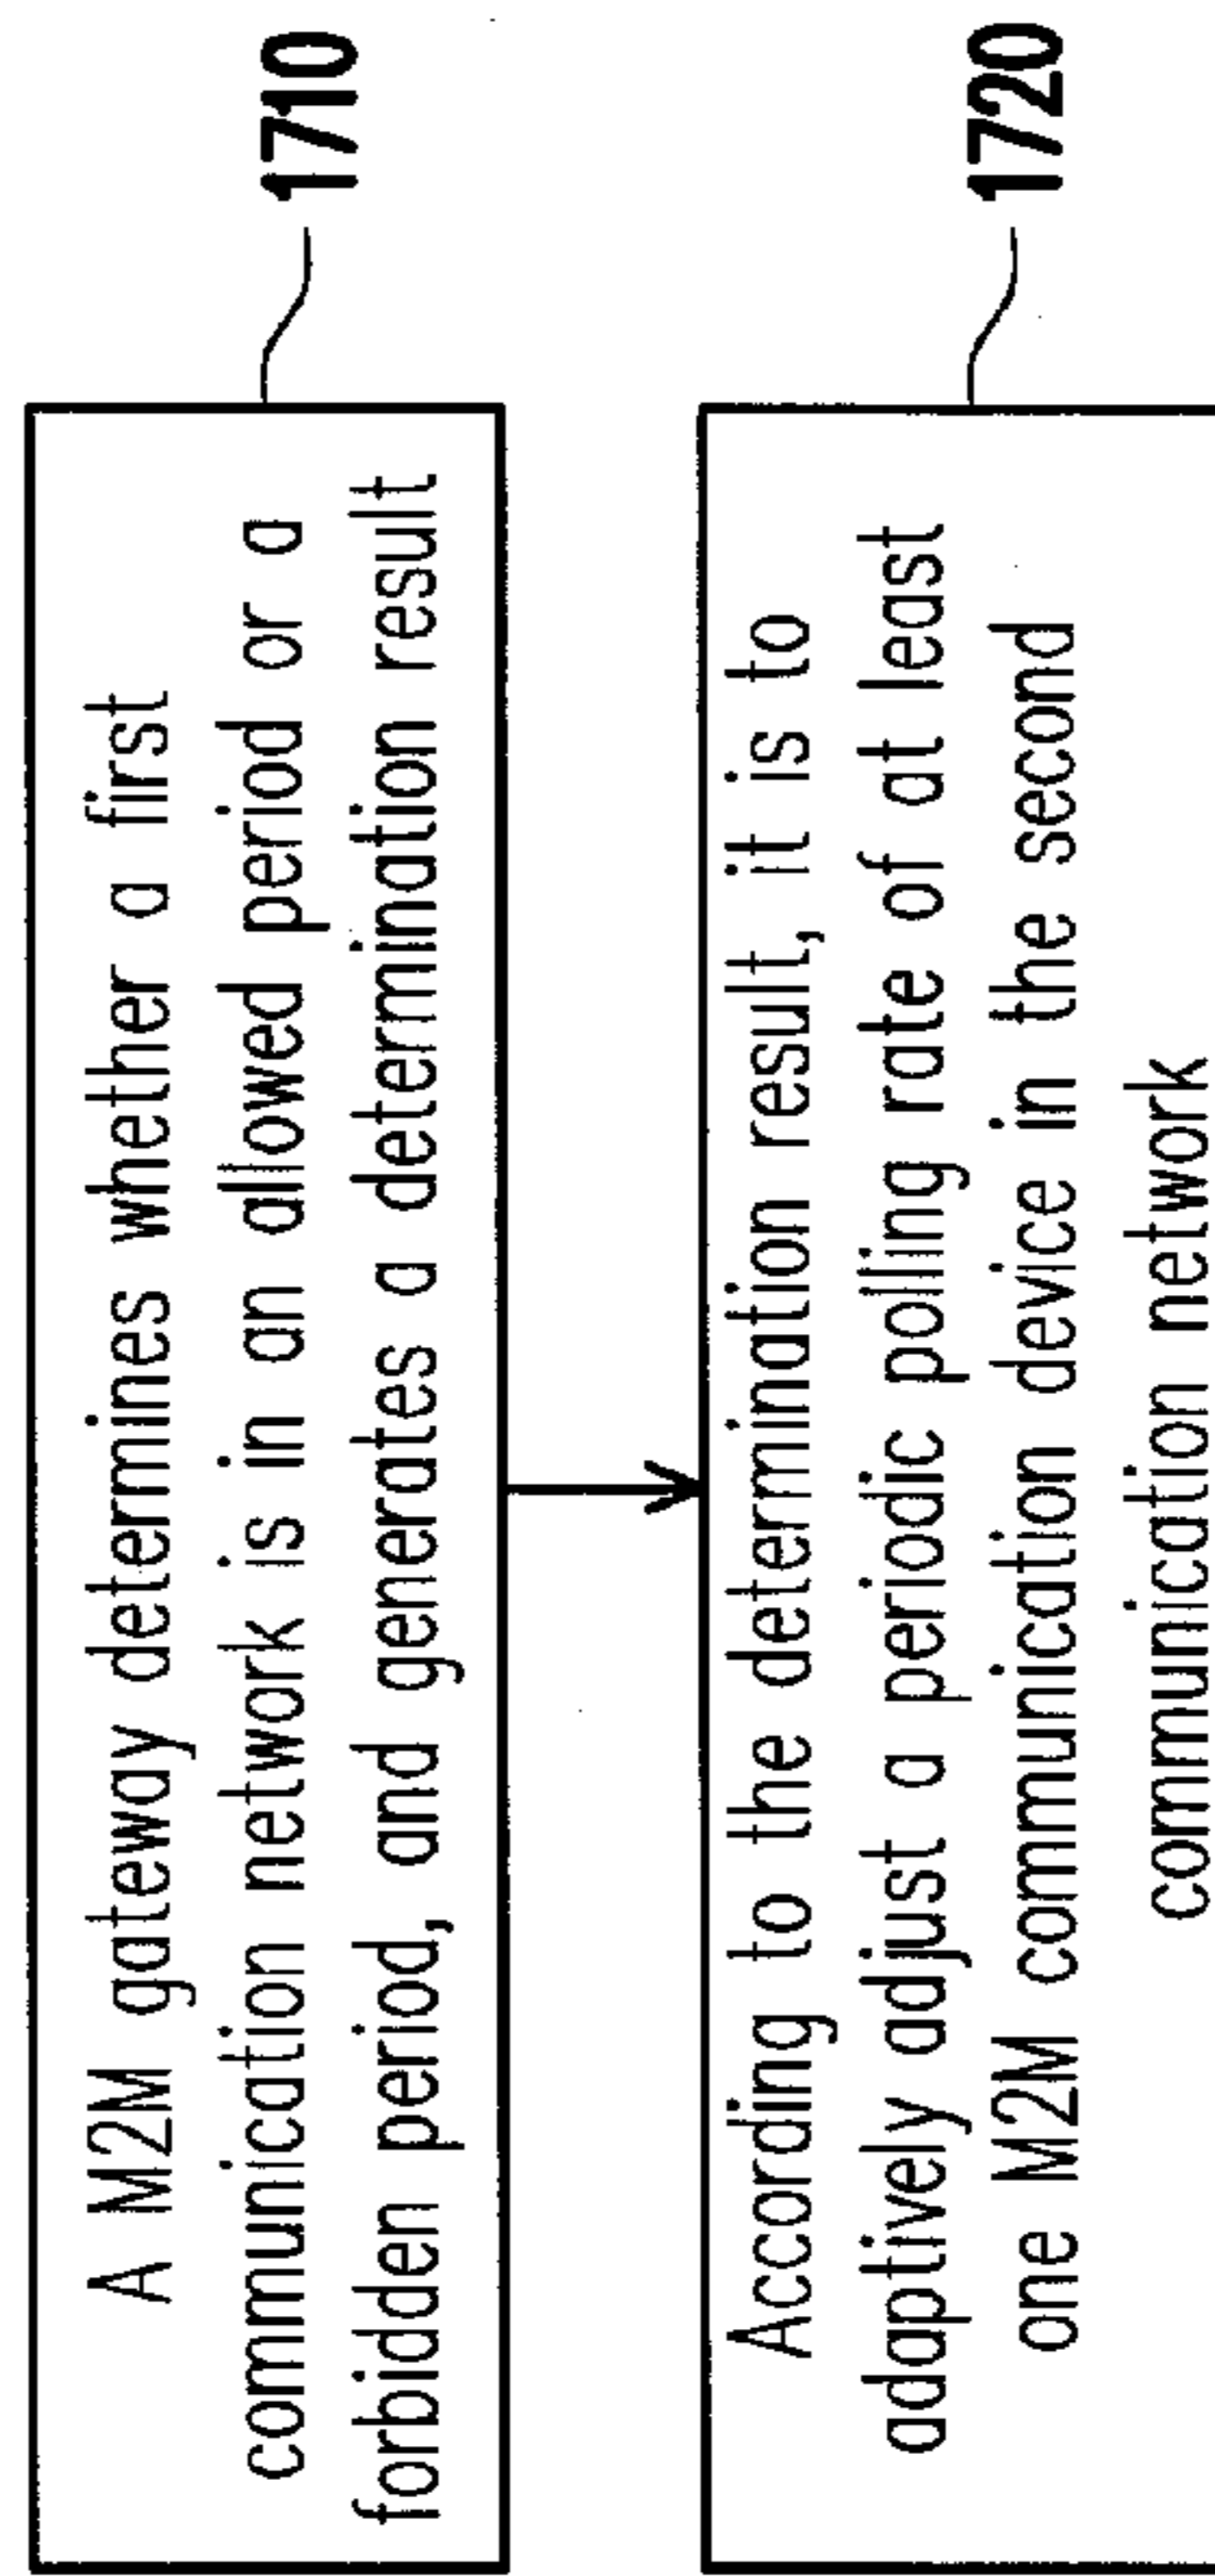 A M2M gateway determines whether a first
communication network is in an allowed period or a
forbidden period, and generates a determination result
1710
According to the determination result, it is to
adaptively adjust a periodic polling rate of at least
one M2M communication device in the second
communication network
1720